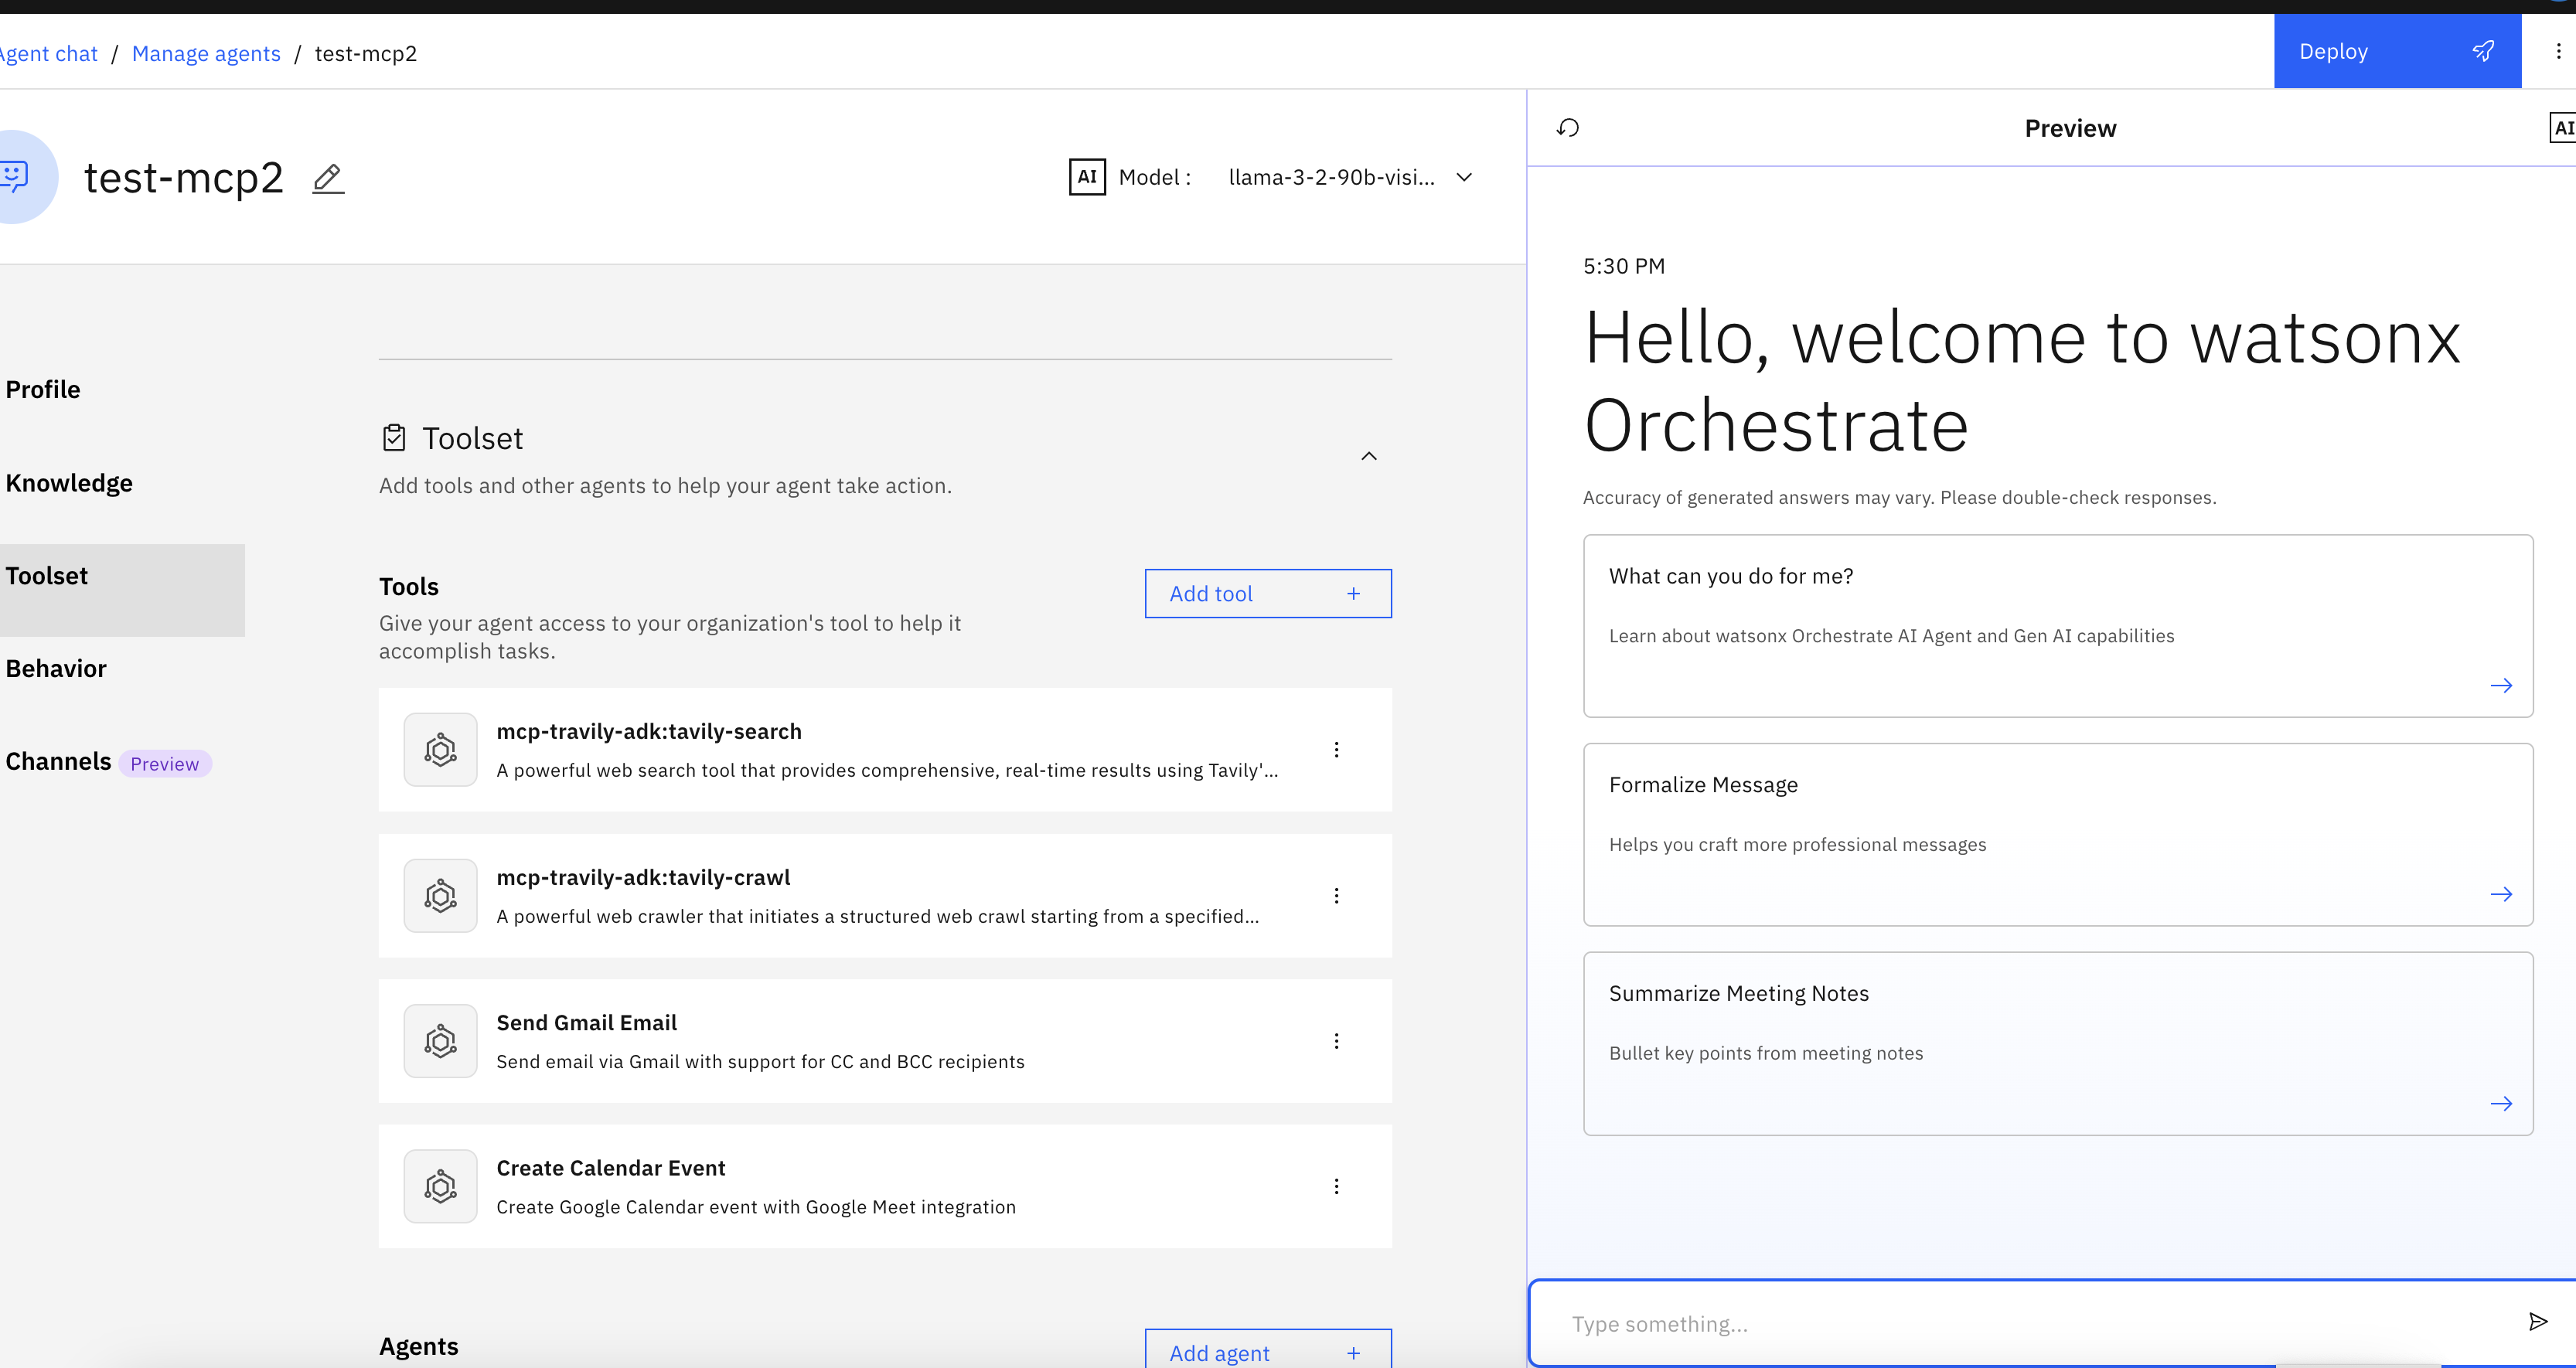 Agent chat / Manage agents / test-mcp2
Deploy
test-mcp2
AI Model : llama-3-2-90b-visi...
Preview
AI
Profile
Knowledge
Toolset
Behavior
Channels Preview
Toolset
Add tools and other agents to help your agent take action.
Tools
Add tool +
Give your agent access to your organization's tool to help it
accomplish tasks.
mcp-travily-adk:tavily-search
A powerful web search tool that provides comprehensive, real-time results using Tavily'...
mcp-travily-adk:tavily-crawl
A powerful web crawler that initiates a structured web crawl starting from a specified...
Send Gmail Email
Send email via Gmail with support for CC and BCC recipients
Create Calendar Event
Create Google Calendar event with Google Meet integration
Agents
Add agent +
5:30 PM
Hello, welcome to watsonx
Orchestrate
Accuracy of generated answers may vary. Please double-check responses.
What can you do for me?
Learn about watsonx Orchestrate AI Agent and Gen AI capabilities
Formalize Message
Helps you craft more professional messages
Summarize Meeting Notes
Bullet key points from meeting notes
Type something...